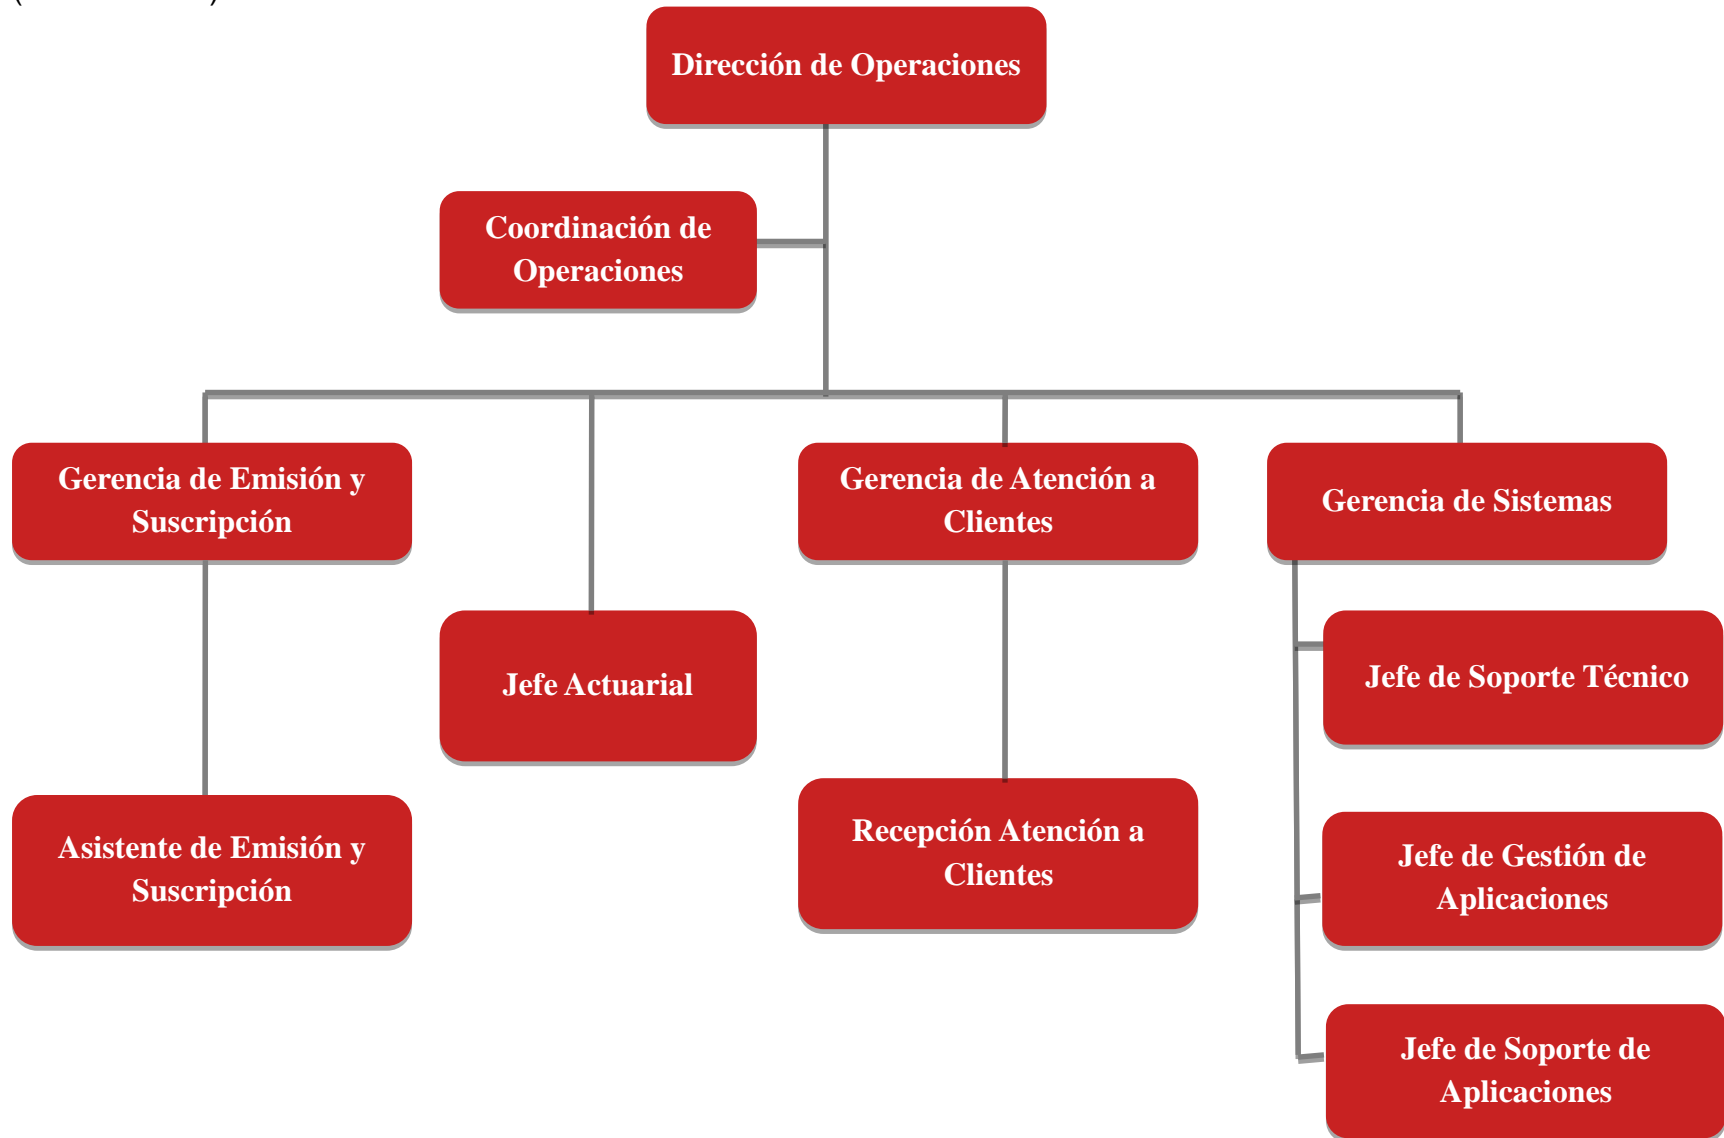 Dirección de Operaciones
Coordinación de
Operaciones
Gerencia de Emisión y
Suscripción
Gerencia de Atención a
Clientes
Gerencia de Sistemas
Jefe Actuarial
Jefe de Soporte Técnico
Asistente de Emisión y
Suscripción
Recepción Atención a
Clientes
Jefe de Gestión de
Aplicaciones
Jefe de Soporte de
Aplicaciones